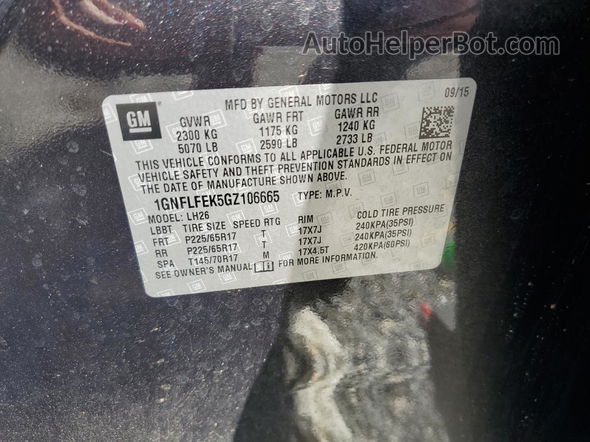 AutoHelperBot.com
GM
MFD BY GENERAL MOTORS LLC 09/15
GVWR GAWR FRT GAWR RR
2300 KG 1175 KG 1240 KG
5070 LB 2590 LB 2733 LB
THIS VEHICLE CONFORMS TO ALL APPLICABLE U.S. FEDERAL MOTOR
VEHICLE SAFETY AND THEFT PREVENTION STANDARDS IN EFFECT ON
THE DATE OF MANUFACTURE SHOWN ABOVE.
1GNFLFEK5GZ106665 TYPE: M.P.V.
MODEL: LH26
LBBT TIRE SIZE SPEED RTG RIM COLD TIRE PRESSURE
FRT P225/65R17 T 17X7J 240KPA(35PSI)
RR P225/65R17 T 17X7J 240KPA(35PSI)
SPA T145/70R17 M 17X4.5T 420KPA(60PSI)
SEE OWNER'S MANUAL FOR MORE INFORMATION.